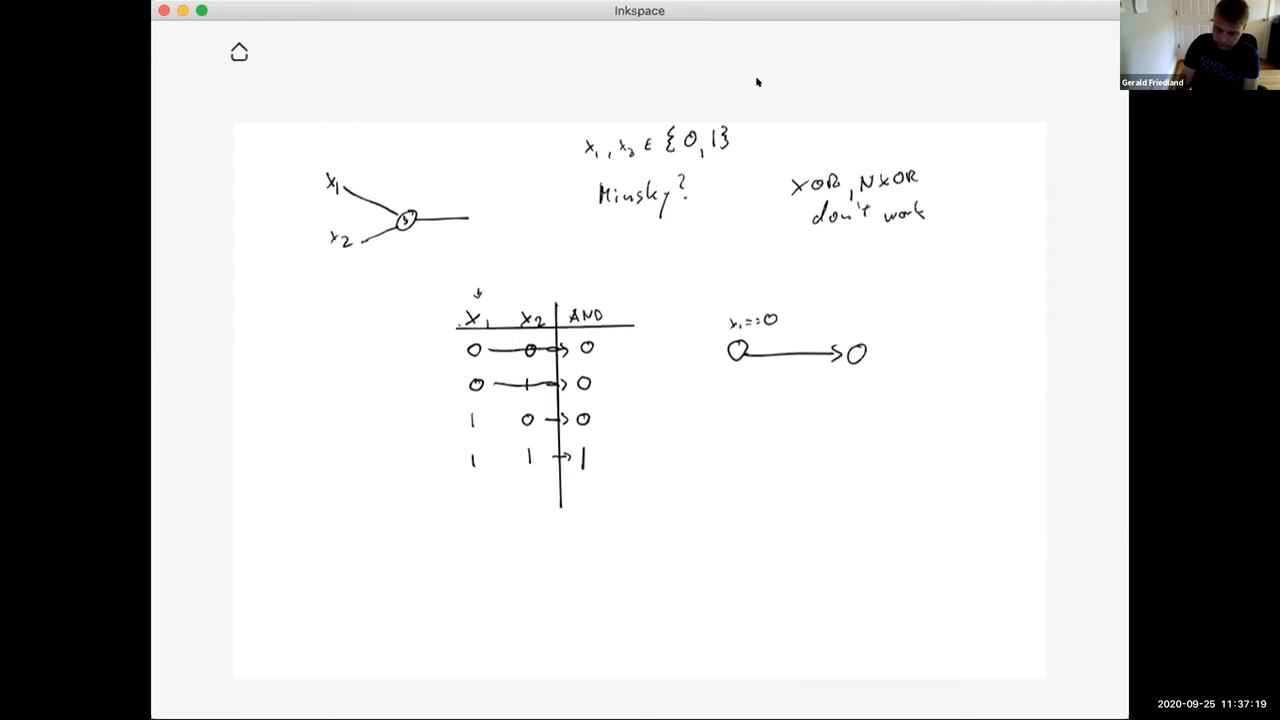 Inkspace
Gerald Friedland
x₁, x₂ ∈ {0,1}
Minsky?
XOR, NXOR
don't work
x₁
x₂
x₁ x₂ AND
0 0 → 0
0 1 → 0
1 0 → 0
1 1 → 1
x₁ == 0
0 → 0
2020-09-25 11:37:19